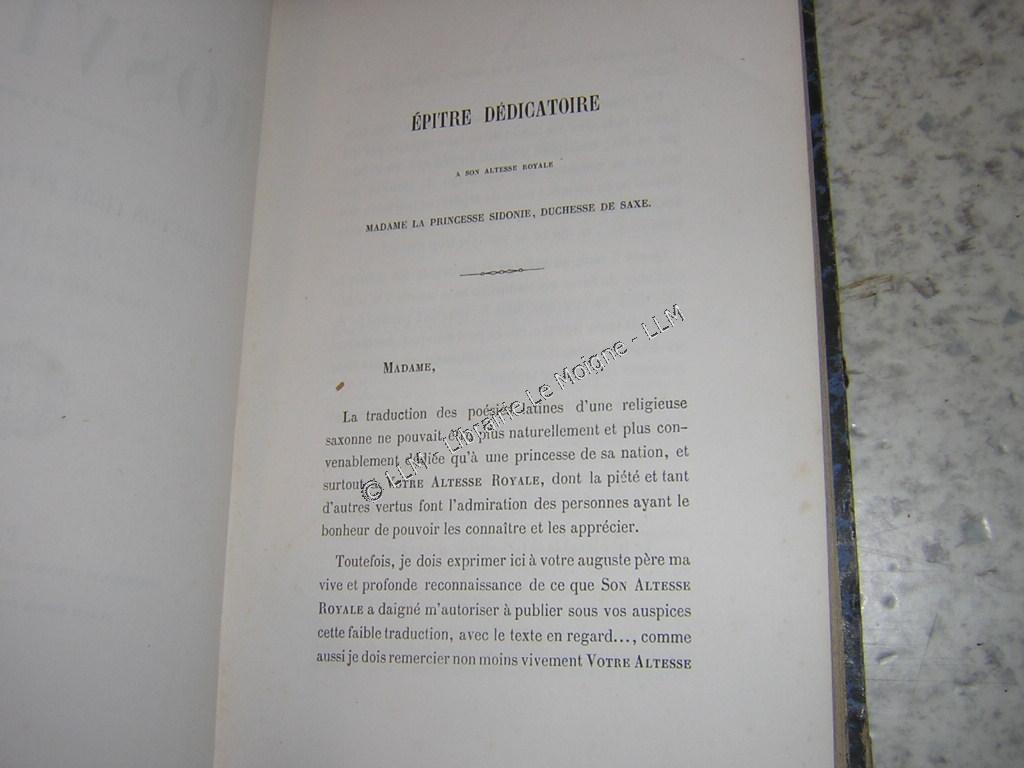 ÉPITRE DÉDICATOIRE
A SON ALTESSE ROYALE
MADAME LA PRINCESSE SIDONIE, DUCHESSE DE SAXE.
MADAME,
La traduction des poésies latines d'une religieuse
saxonne ne pouvait être plus naturellement et plus con-
venablement dédiée qu'à une princesse de sa nation, et
surtout à VOTRE ALTESSE ROYALE, dont la piété et tant
d'autres vertus font l'admiration des personnes ayant le
bonheur de pouvoir les connaître et les apprécier.
Toutefois, je dois exprimer ici à votre auguste père ma
vive et profonde reconnaissance de ce que SON ALTESSE
ROYALE a daigné m'autoriser à publier sous vos auspices
cette faible traduction, avec le texte en regard..., comme
aussi je dois remercier non moins vivement VOTRE ALTESSE
© LLM - Librairie Le Moigne - LLM